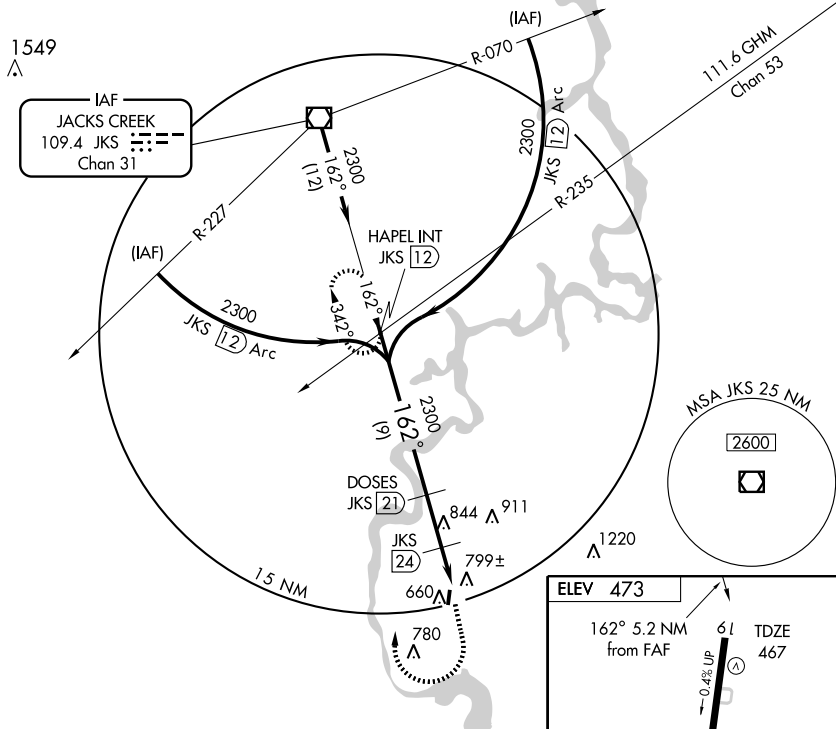 1549
IAF
JACKS CREEK
109.4 JKS
Chan 31
(IAF)
R-070
111.6 GHM
Chan 53
2300
JKS 12 Arc
R-235
2300
162°
(12)
R-227
(IAF)
2300
JKS 12 Arc
HAPEL INT
JKS 12
162°
342°
2300
162°
(9)
MSA JKS 25 NM
2600
DOSES
JKS 21
844
911
JKS
24
799±
1220
660
15 NM
780
ELEV 473
162° 5.2 NM
from FAF
19
TDZE
467
0.4% UP